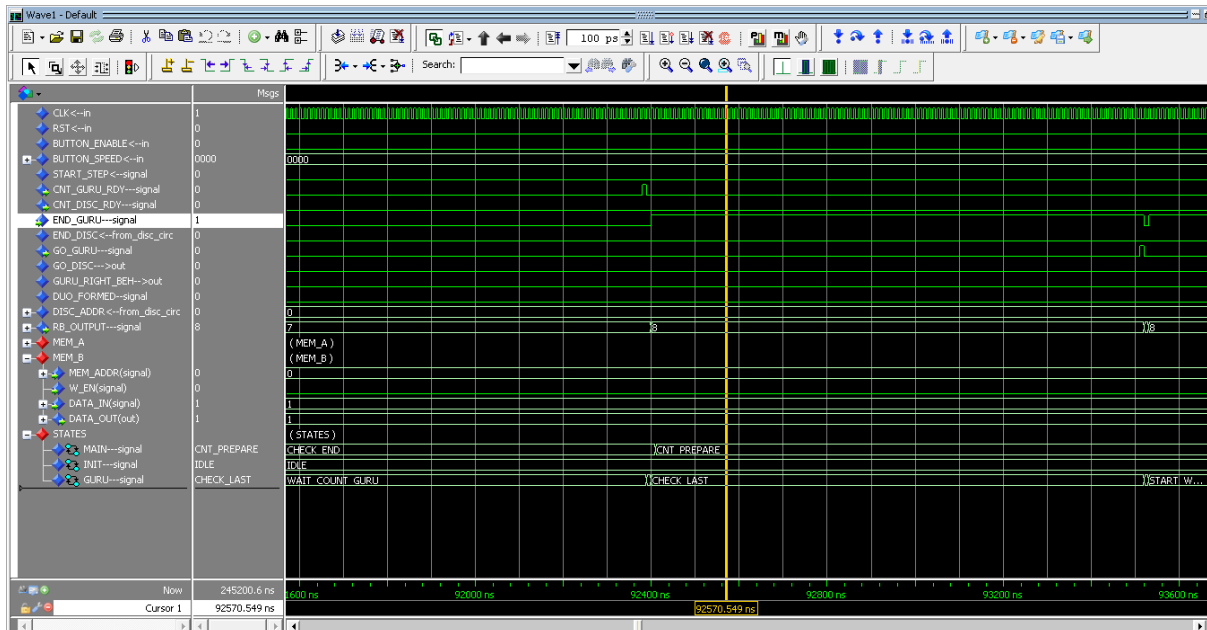 Wave1 - Default
100 ps
Search:
Msgs
CLK<--in 1
RST<--in 0
BUTTON_ENABLE<--in 0
BUTTON_SPEED<--in 0000 0000
START_STEP<--signal 0
CNT_GURU_RDY---signal 0
CNT_DISC_RDY---signal 0
END_GURU---signal 1
END_DISC<--from_disc_circ 0
GO_GURU---signal 0
GO_DISC--->out 0
GURU_RIGHT_BEH-->out 0
DUO_FORMED--signal 0
DISC_ADDR<--from_disc_circ 0 0
RB_OUTPUT---signal 8 7 8 8
MEM_A (MEM_A)
MEM_B (MEM_B)
MEM_ADDR(signal) 0 0
W_EN(signal) 0
DATA_IN(signal) 1 1
DATA_OUT(out) 1 1
STATES (STATES)
MAIN---signal CNT_PREPARE CHECK_END CNT_PREPARE
INIT---signal IDLE IDLE
GURU---signal CHECK_LAST WAIT_COUNT_GURU CHECK_LAST START_W...
Now 245200.6 ns 1600 ns 92000 ns 92400 ns 92800 ns 93200 ns 93600 ns
Cursor 1 92570.549 ns 92570.549 ns